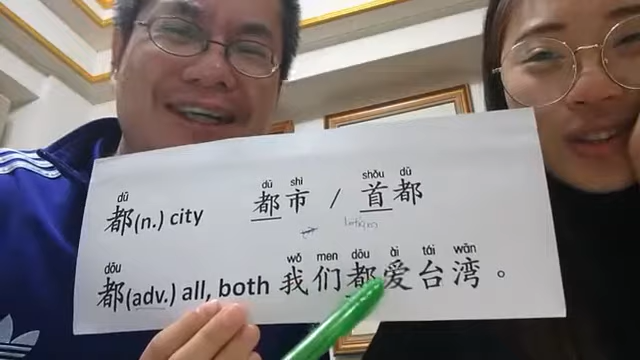 dū dū shì shǒu dū
都(n.) city 都市 / 首都
dōu wǒ men dōu ài tái wān
都(adv.) all, both 我们都爱台湾。